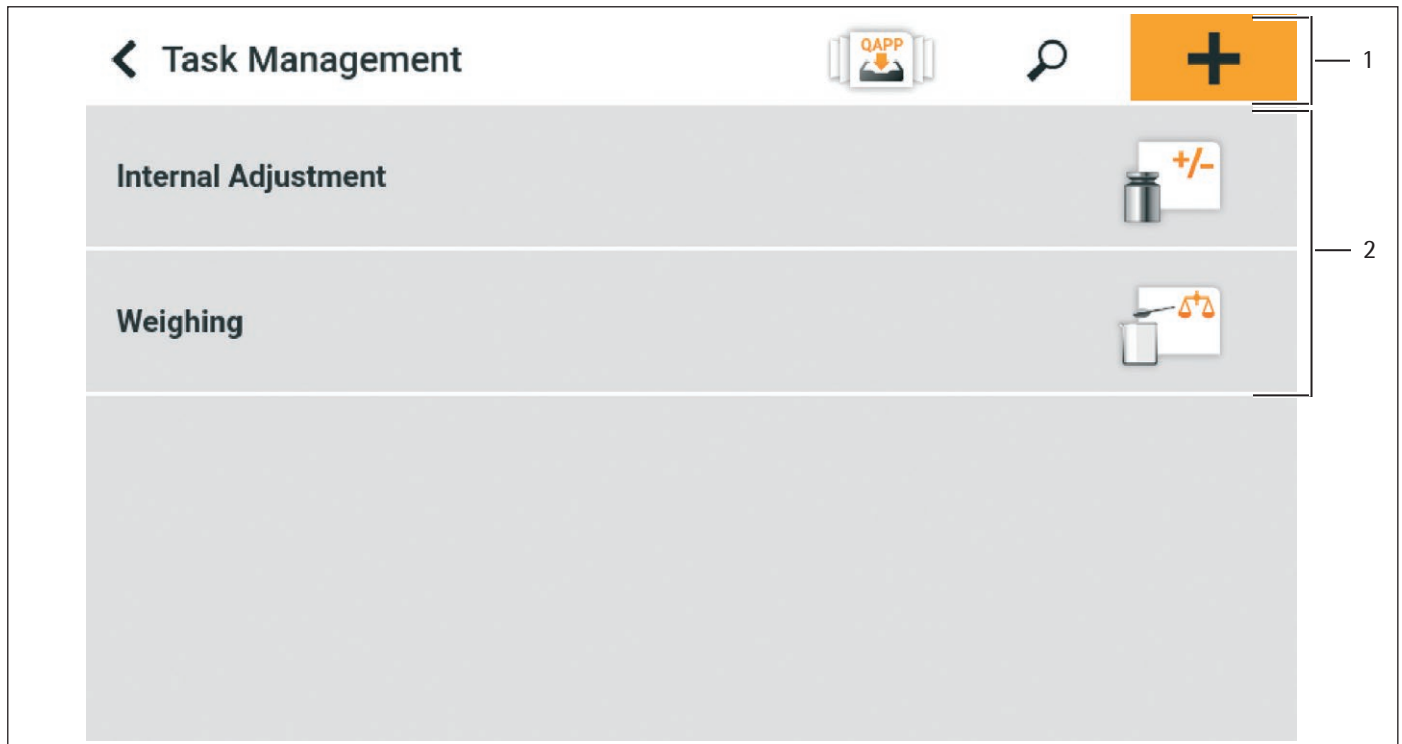 Task Management
QAPP
1
Internal Adjustment
+/-
2
Weighing